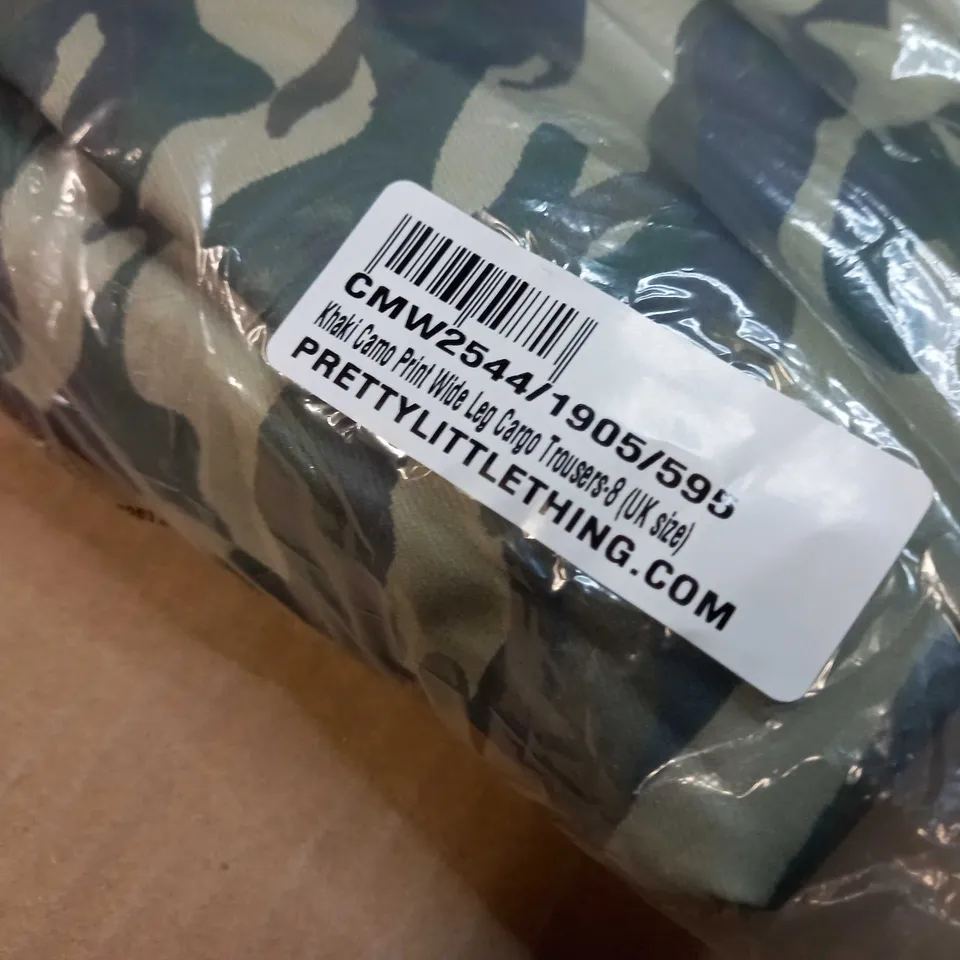 CMW2544/1905/595
Khaki Camo Print Wide Leg Cargo Trousers-8 (UK size)
PRETTYLITTLETHING.COM